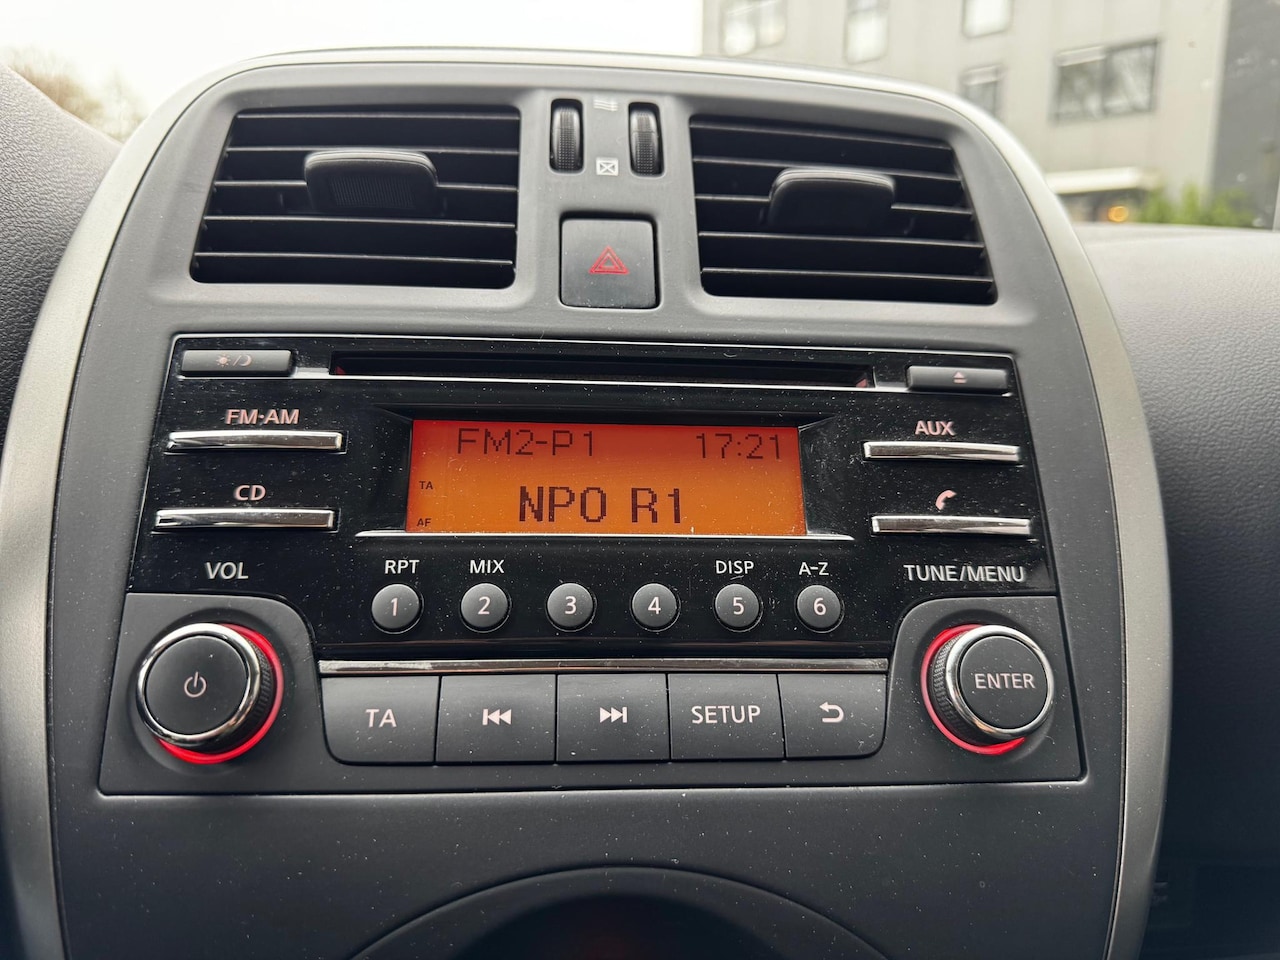 FM-AM
AUX
FM2-P1 17:21
TA
CD
NPO R1
AF
VOL
RPT MIX DISP A-Z
TUNE/MENU
1 2 3 4 5 6
ENTER
TA
SETUP